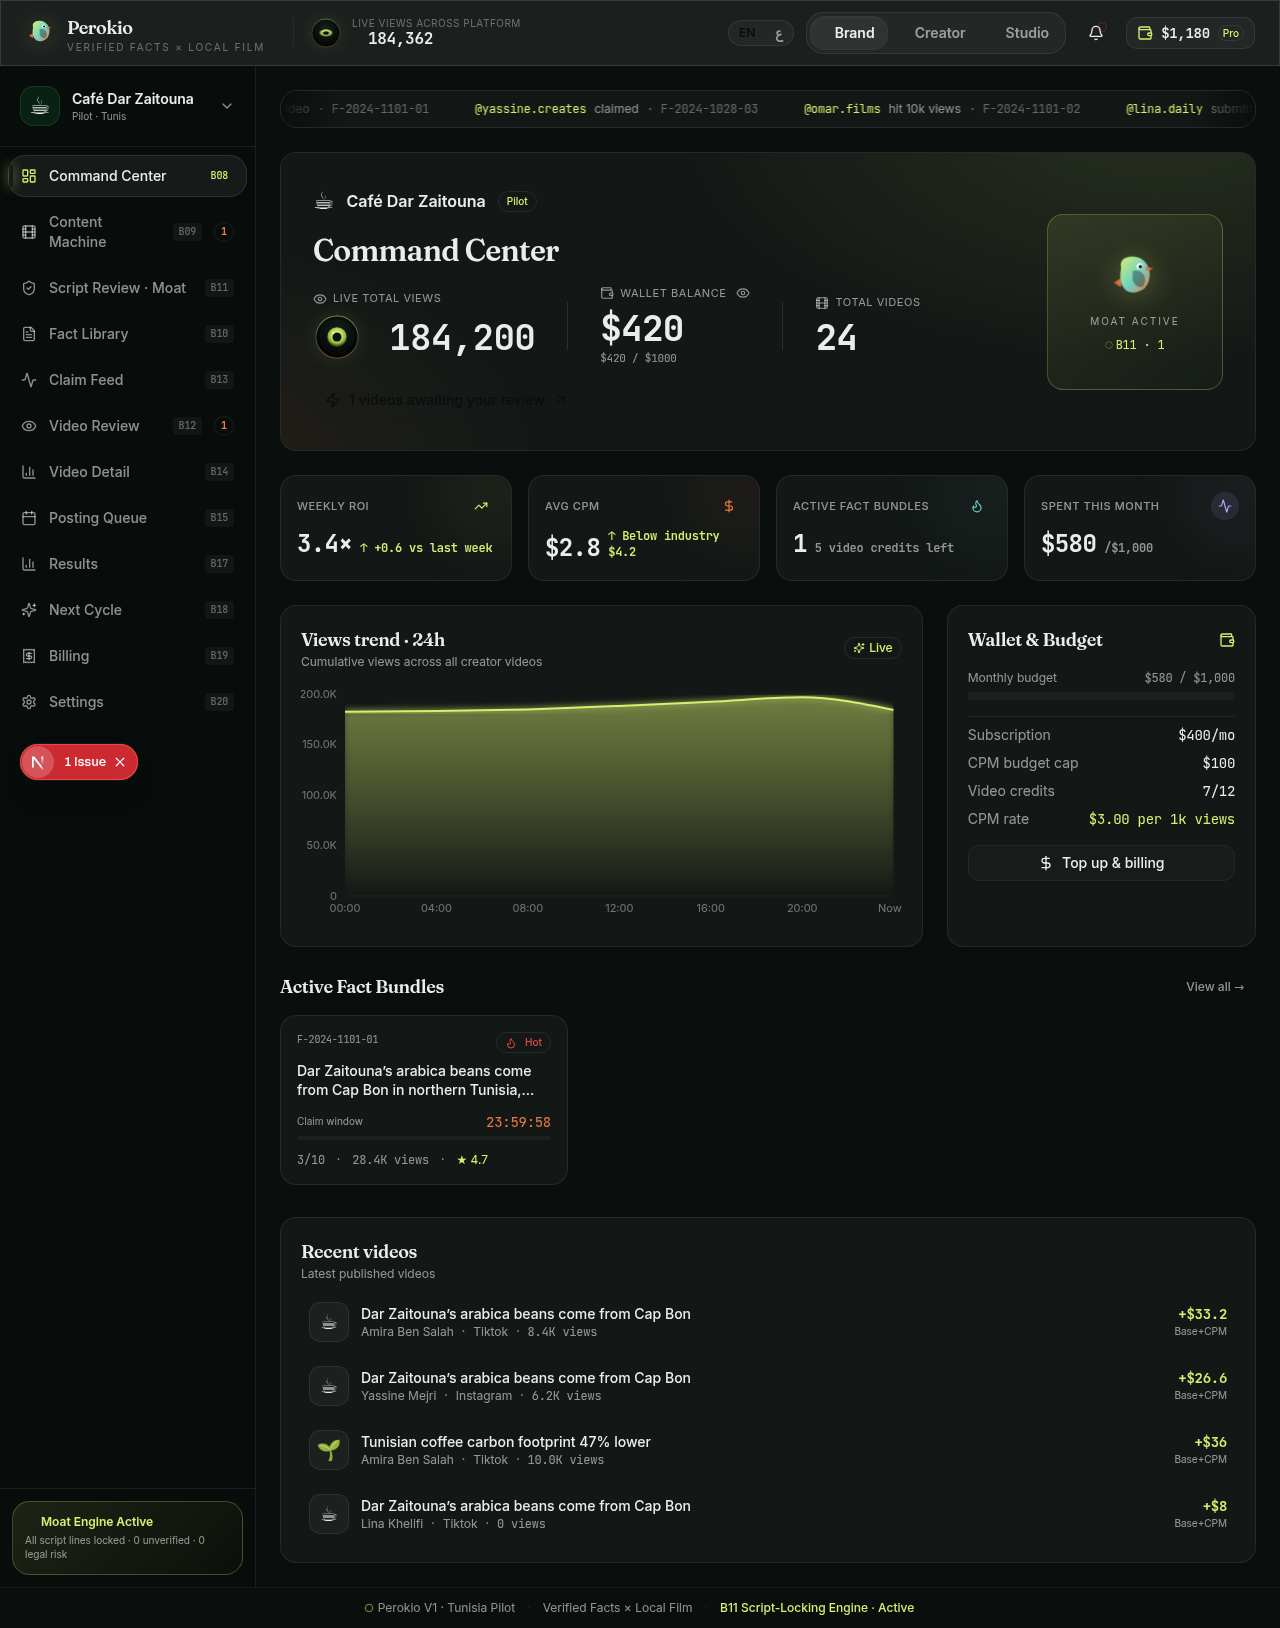 Perokio
VERIFIED FACTS × LOCAL FILM
LIVE VIEWS ACROSS PLATFORM
184,362
EN ع
Brand Creator Studio
$1,180 Pro
Café Dar Zaitouna
Pilot · Tunis
Command Center B08
Content Machine B09 1
Script Review · Moat B11
Fact Library B10
Claim Feed B13
Video Review B12 1
Video Detail B14
Posting Queue B15
Results B17
Next Cycle B18
Billing B19
Settings B20
1 Issue
Moat Engine Active
All script lines locked · 0 unverified · 0
legal risk
· F-2024-1101-01 @yassine.creates claimed · F-2024-1028-03 @omar.films hit 10k views · F-2024-1101-02 @lina.daily
Café Dar Zaitouna Pilot
Command Center
LIVE TOTAL VIEWS
184,200
WALLET BALANCE
$420
$420 / $1000
TOTAL VIDEOS
24
1 videos awaiting your review
MOAT ACTIVE
B11 · 1
WEEKLY ROI
3.4× ↑ +0.6 vs last week
AVG CPM
$2.8 ↑ Below industry
$4.2
ACTIVE FACT BUNDLES
1 5 video credits left
SPENT THIS MONTH
$580 /$1,000
Views trend · 24h
Cumulative views across all creator videos
Live
200.0K
150.0K
100.0K
50.0K
0
00:00 04:00 08:00 12:00 16:00 20:00 Now
Wallet & Budget
Monthly budget $580 / $1,000
Subscription $400/mo
CPM budget cap $100
Video credits 7/12
CPM rate $3.00 per 1k views
Top up & billing
Active Fact Bundles
View all →
F-2024-1101-01 Hot
Dar Zaitouna's arabica beans come
from Cap Bon in northern Tunisia,...
Claim window 23:59:58
3/10 · 28.4K views · ★ 4.7
Recent videos
Latest published videos
Dar Zaitouna's arabica beans come from Cap Bon +$33.2
Amira Ben Salah · Tiktok · 8.4K views Base+CPM
Dar Zaitouna's arabica beans come from Cap Bon +$26.6
Yassine Mejri · Instagram · 6.2K views Base+CPM
Tunisian coffee carbon footprint 47% lower +$36
Amira Ben Salah · Tiktok · 10.0K views Base+CPM
Dar Zaitouna's arabica beans come from Cap Bon +$8
Lina Khelifi · Tiktok · 0 views Base+CPM
Perokio V1 · Tunisia Pilot · Verified Facts × Local Film · B11 Script-Locking Engine · Active